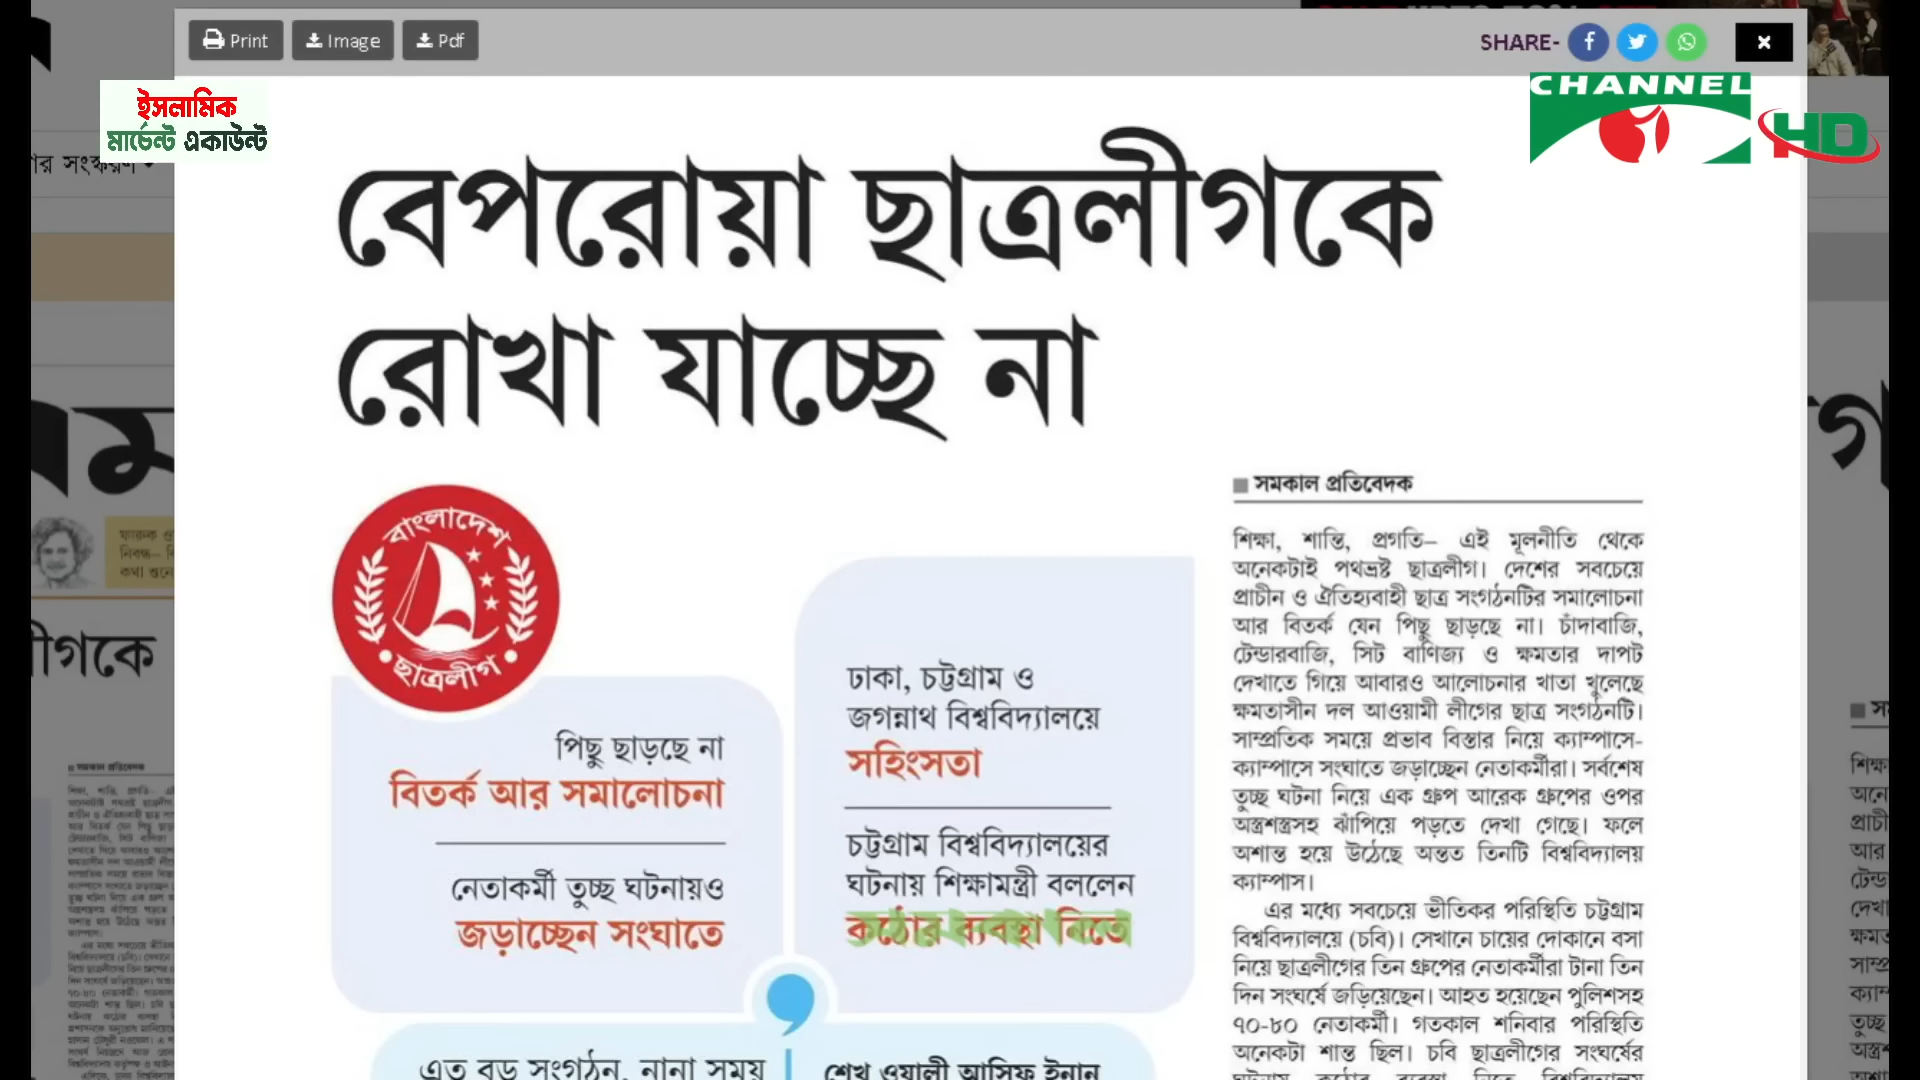 Print Image Pdf
SHARE-
CHANNEL
HD
ইসলামিক
মার্ভেন্ট একাউন্ট
বেপরোয়া ছাত্রলীগকে
রোখা যাচ্ছে না
বাংলাদেশ
ছাত্রলীগ
পিছু ছাড়ছে না
বিতর্ক আর সমালোচনা
নেতাকর্মী তুচ্ছ ঘটনায়ও
জড়াচ্ছেন সংঘাতে
ঢাকা, চট্টগ্রাম ও
জগন্নাথ বিশ্ববিদ্যালয়ে
সহিংসতা
চট্টগ্রাম বিশ্ববিদ্যালয়ের
ঘটনায় শিক্ষামন্ত্রী বললেন
কঠোর ব্যবস্থা নিতে
এত বড় সংগঠন, নানা সময়
শেখ ওয়ালী আসিফ ইনান
সমকাল প্রতিবেদক
শিক্ষা, শান্তি, প্রগতি– এই মূলনীতি থেকে
অনেকটাই পথভ্রষ্ট ছাত্রলীগ। দেশের সবচেয়ে
প্রাচীন ও ঐতিহ্যবাহী ছাত্র সংগঠনটির সমালোচনা
আর বিতর্ক যেন পিছু ছাড়ছে না। চাঁদাবাজি,
টেন্ডারবাজি, সিট বাণিজ্য ও ক্ষমতার দাপট
দেখাতে গিয়ে আবারও আলোচনার খাতা খুলেছে
ক্ষমতাসীন দল আওয়ামী লীগের ছাত্র সংগঠনটি।
সাম্প্রতিক সময়ে প্রভাব বিস্তার নিয়ে ক্যাম্পাসে-
ক্যাম্পাসে সংঘাতে জড়াচ্ছেন নেতাকর্মীরা। সর্বশেষ
তুচ্ছ ঘটনা নিয়ে এক গ্রুপ আরেক গ্রুপের ওপর
অস্ত্রশস্ত্রসহ ঝাঁপিয়ে পড়তে দেখা গেছে। ফলে
অশান্ত হয়ে উঠেছে অন্তত তিনটি বিশ্ববিদ্যালয়
ক্যাম্পাস।
এর মধ্যে সবচেয়ে ভীতিকর পরিস্থিতি চট্টগ্রাম
বিশ্ববিদ্যালয়ে (চবি)। সেখানে চায়ের দোকানে বসা
নিয়ে ছাত্রলীগের তিন গ্রুপের নেতাকর্মীরা টানা তিন
দিন সংঘর্ষে জড়িয়েছেন। আহত হয়েছেন পুলিশসহ
৭০-৮০ নেতাকর্মী। গতকাল শনিবার পরিস্থিতি
অনেকটা শান্ত ছিল। চবি ছাত্রলীগের সংঘর্ষের
ঘটনায় কঠোর ব্যবস্থা নিতে বিশ্ববিদ্যালয়